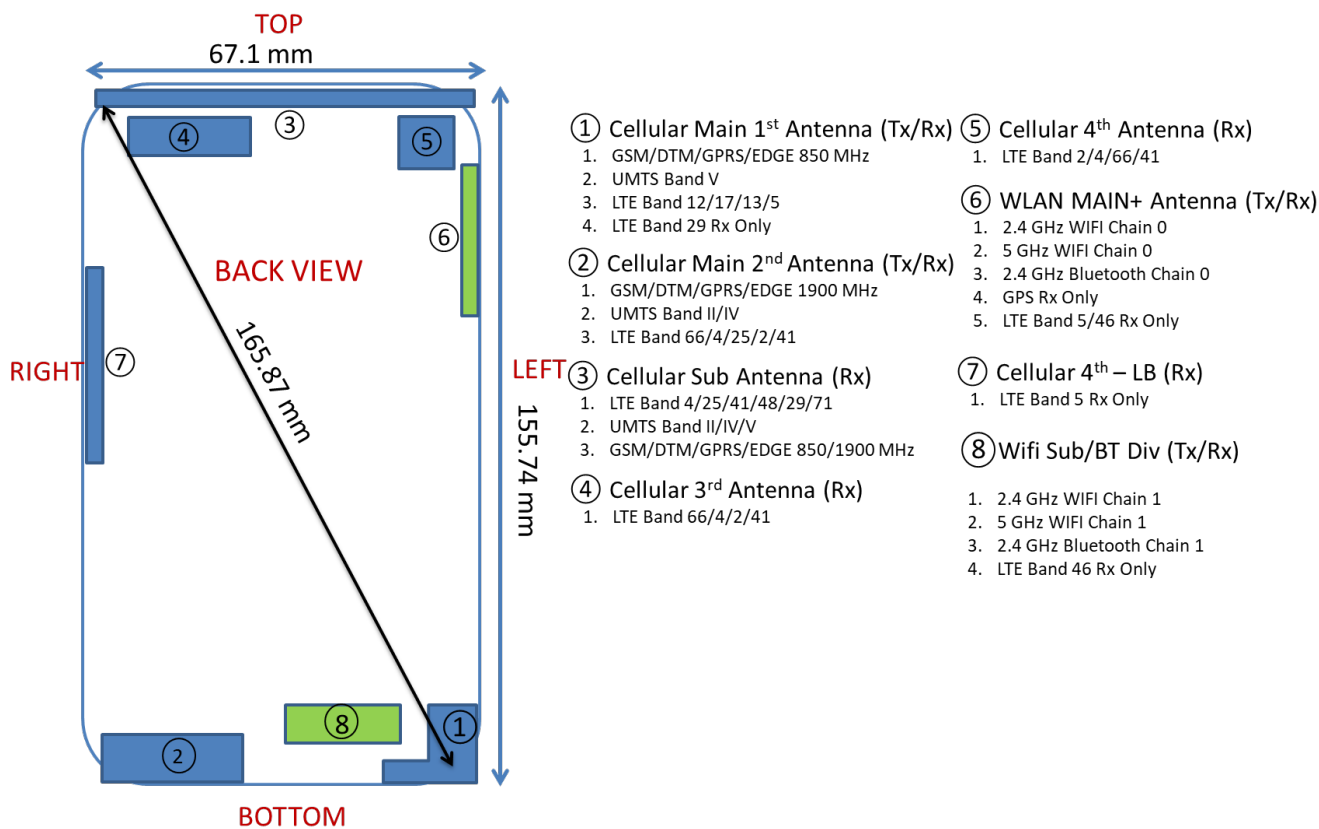 TOP
67.1 mm
④
③
⑤
⑥
BACK VIEW
165.87 mm
RIGHT
⑦
LEFT
155.74 mm
⑧
①
②
BOTTOM
① Cellular Main 1st Antenna (Tx/Rx)
1. GSM/DTM/GPRS/EDGE 850 MHz
2. UMTS Band V
3. LTE Band 12/17/13/5
4. LTE Band 29 Rx Only
② Cellular Main 2nd Antenna (Tx/Rx)
1. GSM/DTM/GPRS/EDGE 1900 MHz
2. UMTS Band II/IV
3. LTE Band 66/4/25/2/41
③ Cellular Sub Antenna (Rx)
1. LTE Band 4/25/41/48/29/71
2. UMTS Band II/IV/V
3. GSM/DTM/GPRS/EDGE 850/1900 MHz
④ Cellular 3rd Antenna (Rx)
1. LTE Band 66/4/2/41
⑤ Cellular 4th Antenna (Rx)
1. LTE Band 2/4/66/41
⑥ WLAN MAIN+ Antenna (Tx/Rx)
1. 2.4 GHz WIFI Chain 0
2. 5 GHz WIFI Chain 0
3. 2.4 GHz Bluetooth Chain 0
4. GPS Rx Only
5. LTE Band 5/46 Rx Only
⑦ Cellular 4th – LB (Rx)
1. LTE Band 5 Rx Only
⑧ Wifi Sub/BT Div (Tx/Rx)
1. 2.4 GHz WIFI Chain 1
2. 5 GHz WIFI Chain 1
3. 2.4 GHz Bluetooth Chain 1
4. LTE Band 46 Rx Only